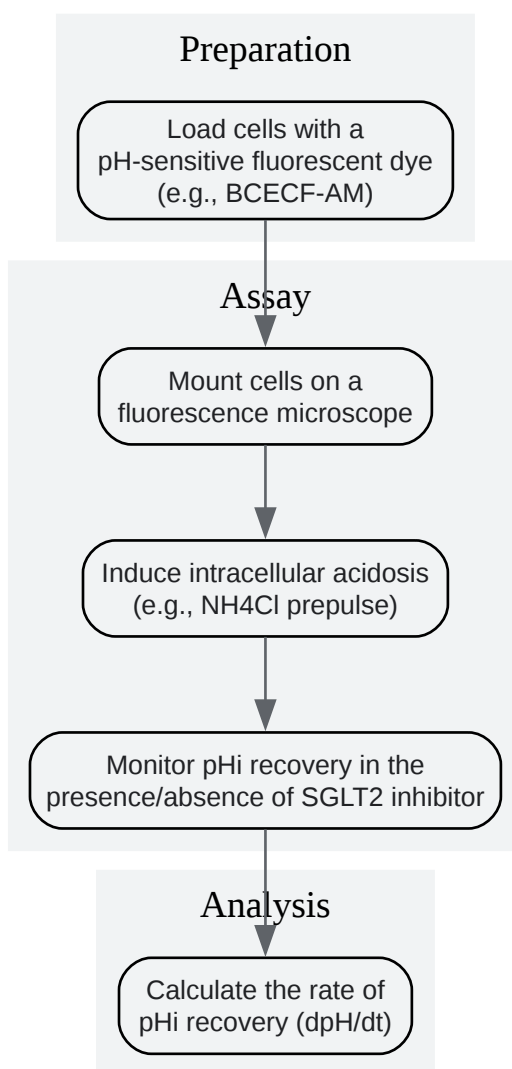 Preparation
Load cells with a
pH-sensitive fluorescent dye
(e.g., BCECF-AM)
Assay
Mount cells on a
fluorescence microscope
Induce intracellular acidosis
(e.g., NH4Cl prepulse)
Monitor pHi recovery in the
presence/absence of SGLT2 inhibitor
Analysis
Calculate the rate of
pHi recovery (dpH/dt)